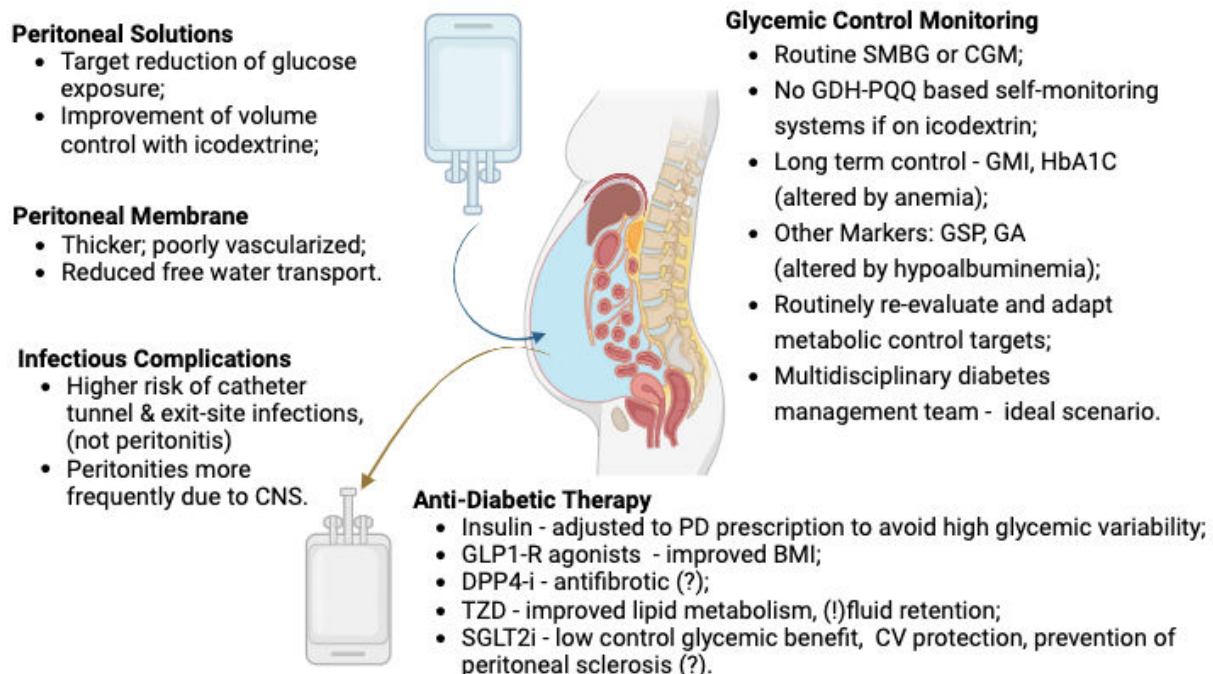 Peritoneal Solutions
• Target reduction of glucose
exposure;
• Improvement of volume
control with icodextrine;
Peritoneal Membrane
• Thicker; poorly vascularized;
• Reduced free water transport.
Infectious Complications
• Higher risk of catheter
tunnel & exit-site infections,
(not peritonitis)
• Peritonities more
frequently due to CNS.
Glycemic Control Monitoring
• Routine SMBG or CGM;
• No GDH-PQQ based self-monitoring
systems if on icodextrin;
• Long term control - GMI, HbA1C
(altered by anemia);
• Other Markers: GSP, GA
(altered by hypoalbuminemia);
• Routinely re-evaluate and adapt
metabolic control targets;
• Multidisciplinary diabetes
management team - ideal scenario.
Anti-Diabetic Therapy
• Insulin - adjusted to PD prescription to avoid high glycemic variability;
• GLP1-R agonists - improved BMI;
• DPP4-i - antifibrotic (?);
• TZD - improved lipid metabolism, (!)fluid retention;
• SGLT2i - low control glycemic benefit, CV protection, prevention of
peritoneal sclerosis (?).